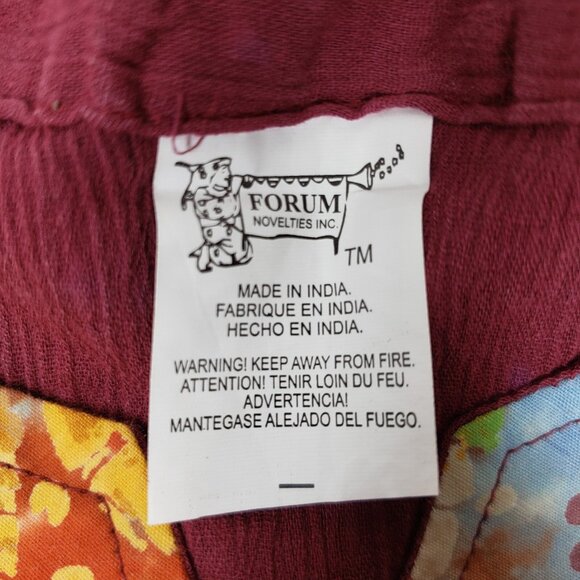 FORUM
NOVELTIES INC.
TM
MADE IN INDIA.
FABRIQUE EN INDIA.
HECHO EN INDIA.
WARNING! KEEP AWAY FROM FIRE.
ATTENTION! TENIR LOIN DU FEU.
ADVERTENCIA!
MANTEGASE ALEJADO DEL FUEGO.